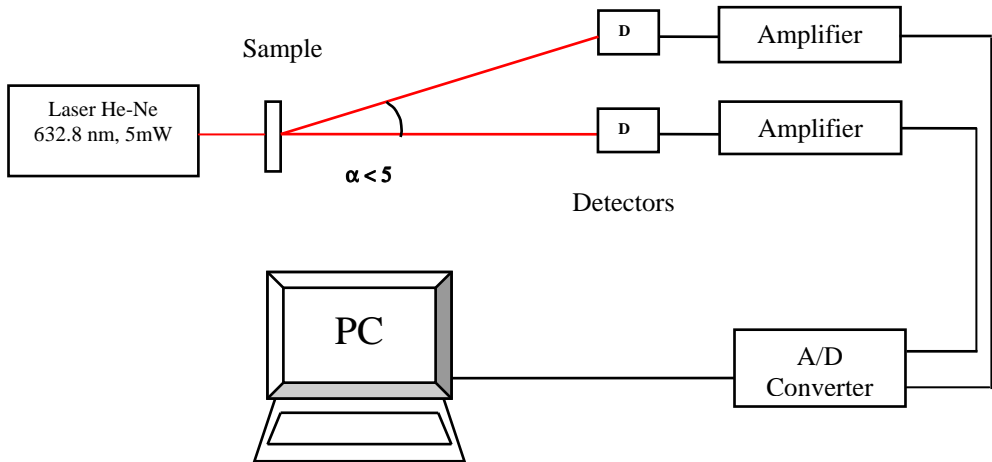 D
Amplifier
Sample
Laser He-Ne
632.8 nm, 5mW
D
Amplifier
α < 5
Detectors
PC
A/D
Converter